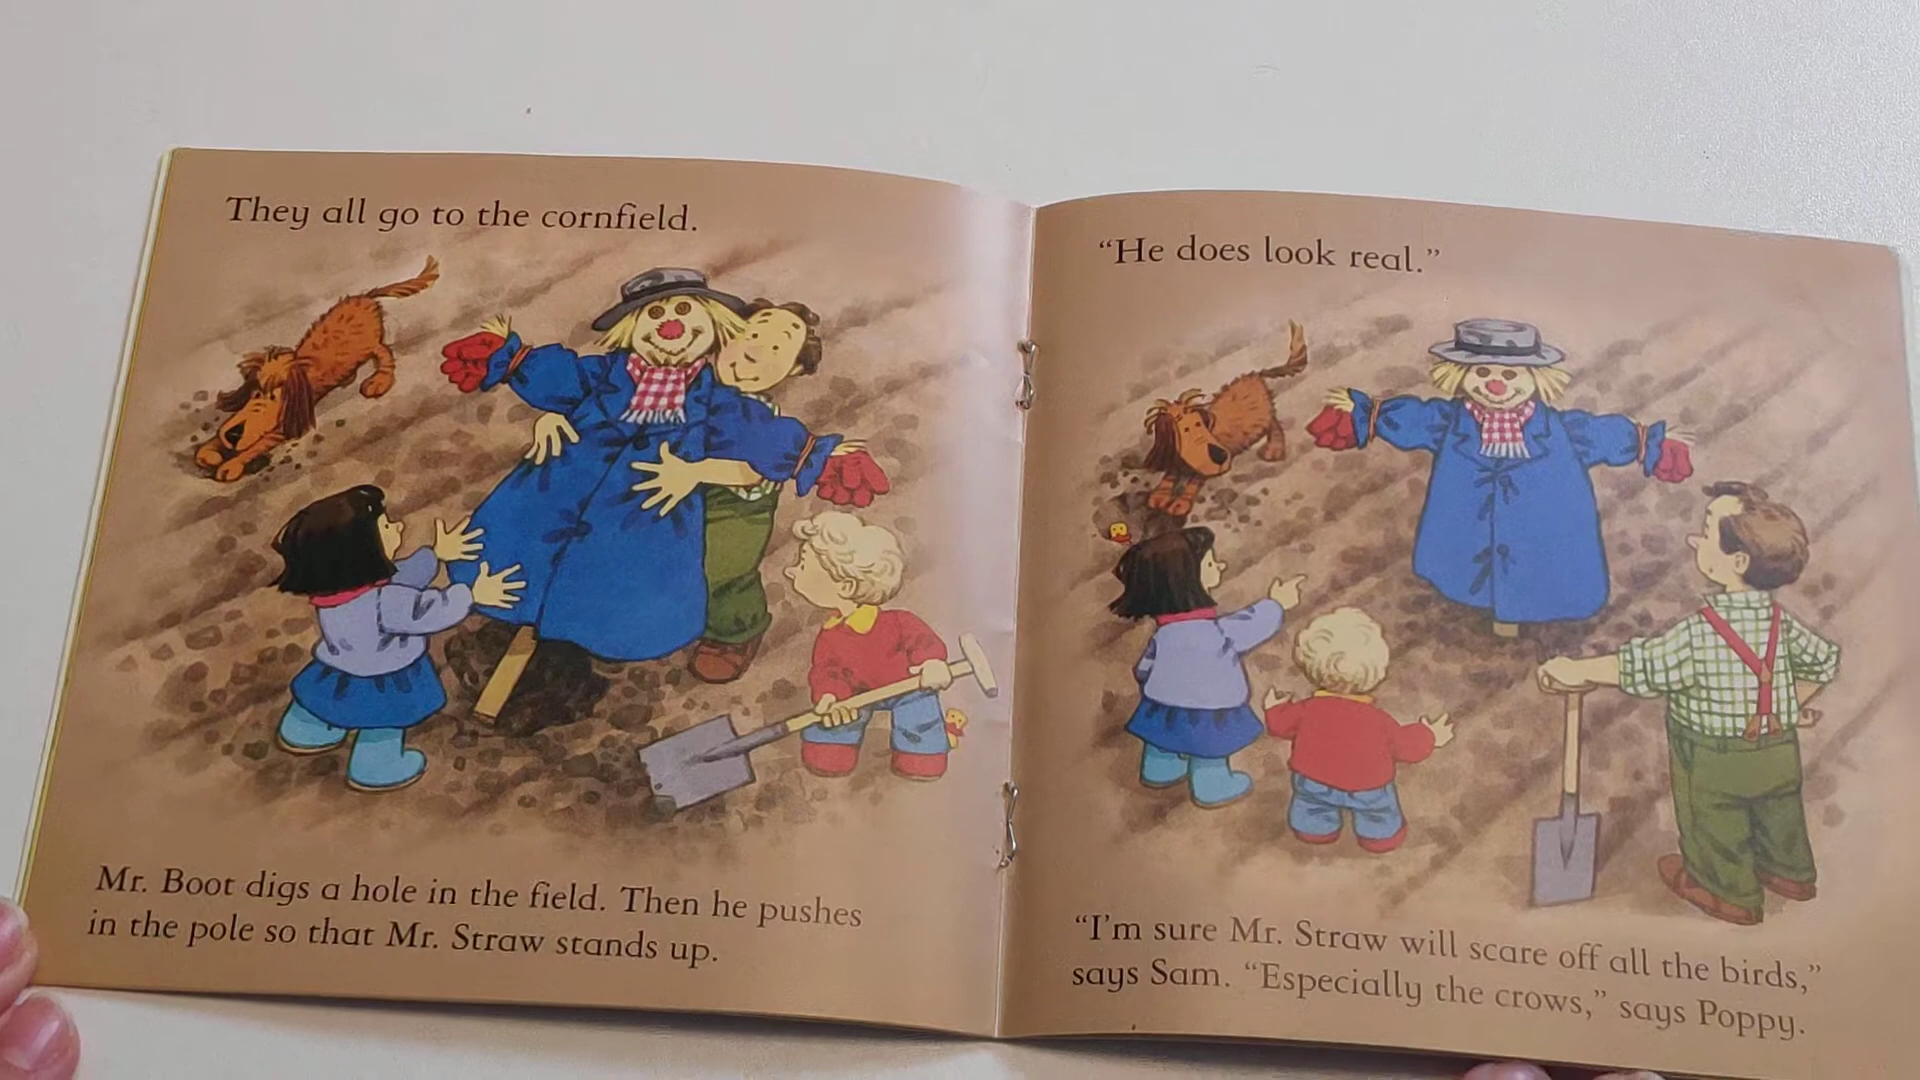 They all go to the cornfield.
Mr. Boot digs a hole in the field. Then he pushes
in the pole so that Mr. Straw stands up.
“He does look real.”
“I'm sure Mr. Straw will scare off all the birds,”
says Sam. “Especially the crows,” says Poppy.